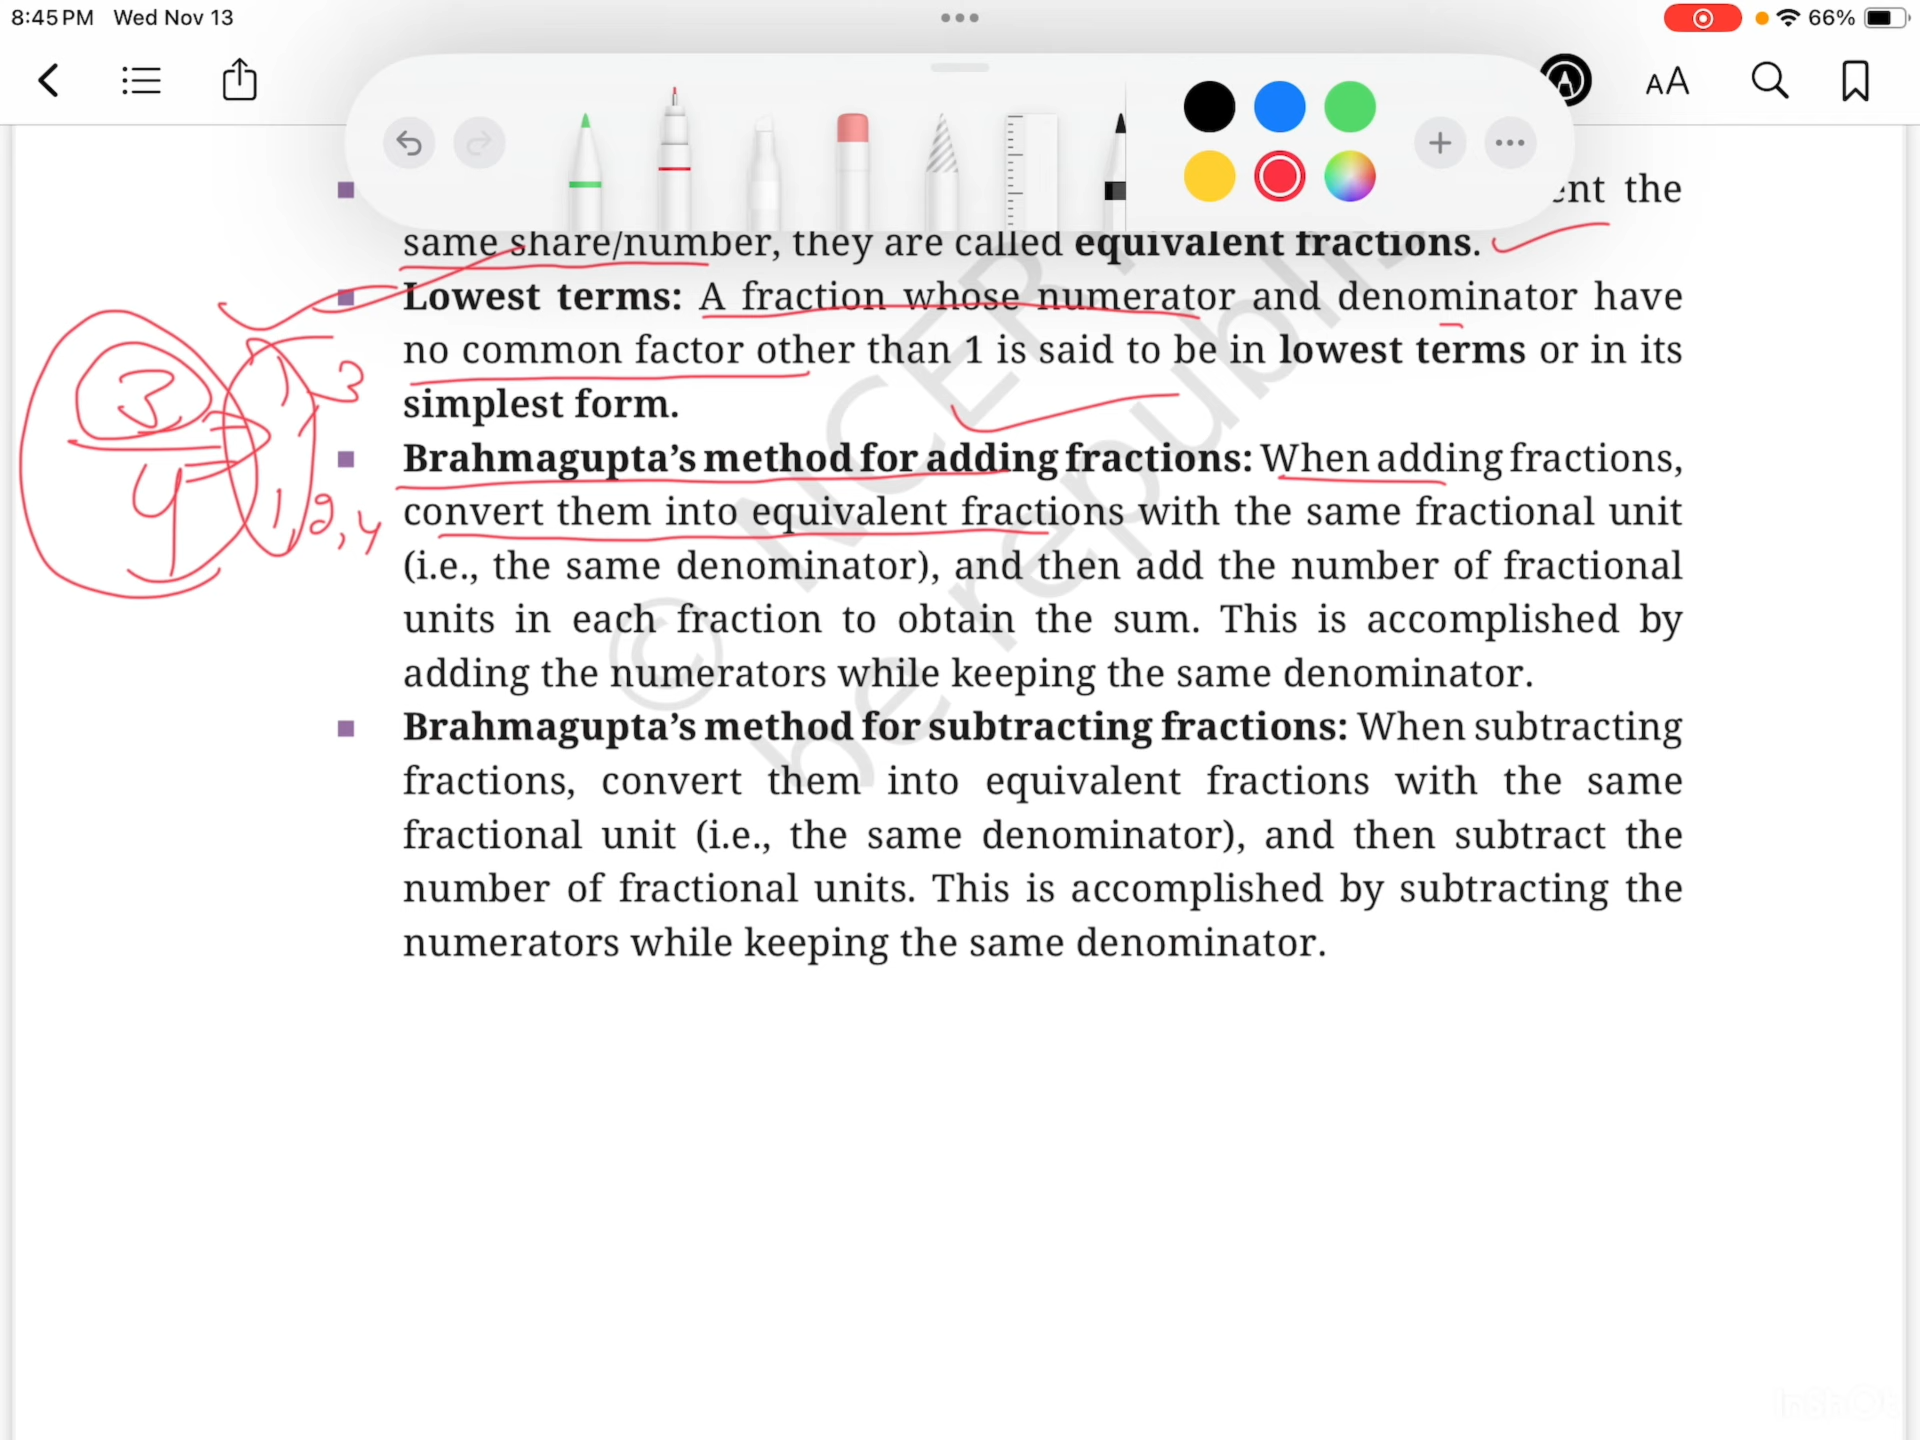 8:45 PM Wed Nov 13
66%
AA
ent the
same share/number, they are called equivalent fractions.
Lowest terms: A fraction whose numerator and denominator have
no common factor other than 1 is said to be in lowest terms or in its
simplest form.
Brahmagupta’s method for adding fractions: When adding fractions,
convert them into equivalent fractions with the same fractional unit
(i.e., the same denominator), and then add the number of fractional
units in each fraction to obtain the sum. This is accomplished by
adding the numerators while keeping the same denominator.
Brahmagupta’s method for subtracting fractions: When subtracting
fractions, convert them into equivalent fractions with the same
fractional unit (i.e., the same denominator), and then subtract the
number of fractional units. This is accomplished by subtracting the
numerators while keeping the same denominator.
3
4
1, 3
1, 2, 4
© NCER
be republi
InShOt